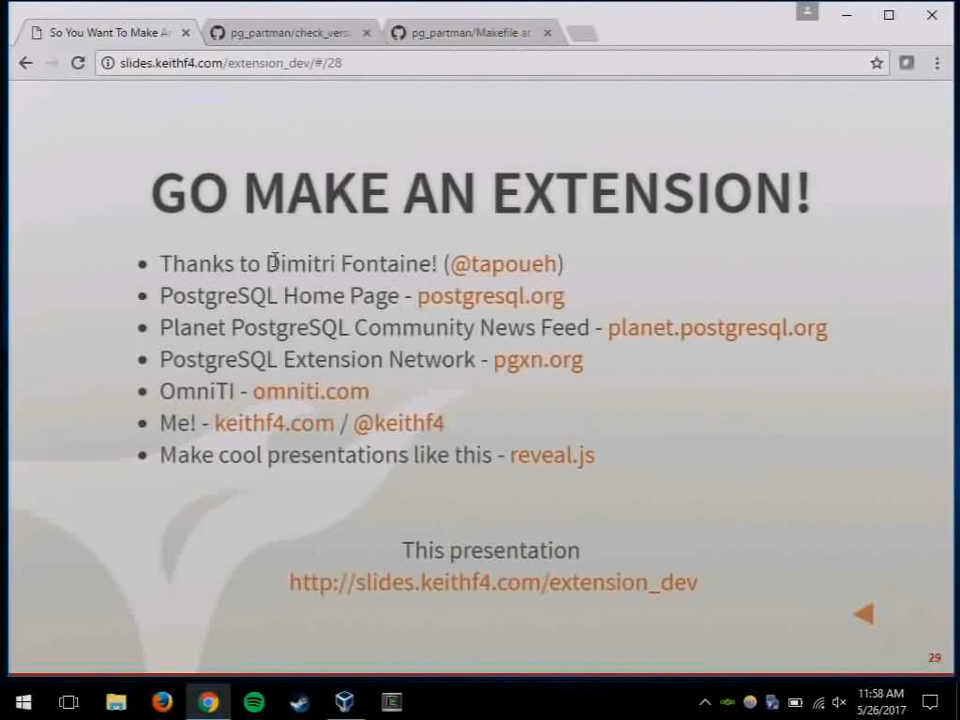 So You Want To Make A
pg_partman/check_vers
pg_partman/Makefile a
slides.keithf4.com/extension_dev/#/28
GO MAKE AN EXTENSION!
• Thanks to Dimitri Fontaine! (@tapoueh)
• PostgreSQL Home Page - postgresql.org
• Planet PostgreSQL Community News Feed - planet.postgresql.org
• PostgreSQL Extension Network - pgxn.org
• OmniTI - omniti.com
• Me! - keithf4.com / @keithf4
• Make cool presentations like this - reveal.js
This presentation
http://slides.keithf4.com/extension_dev
29
11:58 AM
5/26/2017